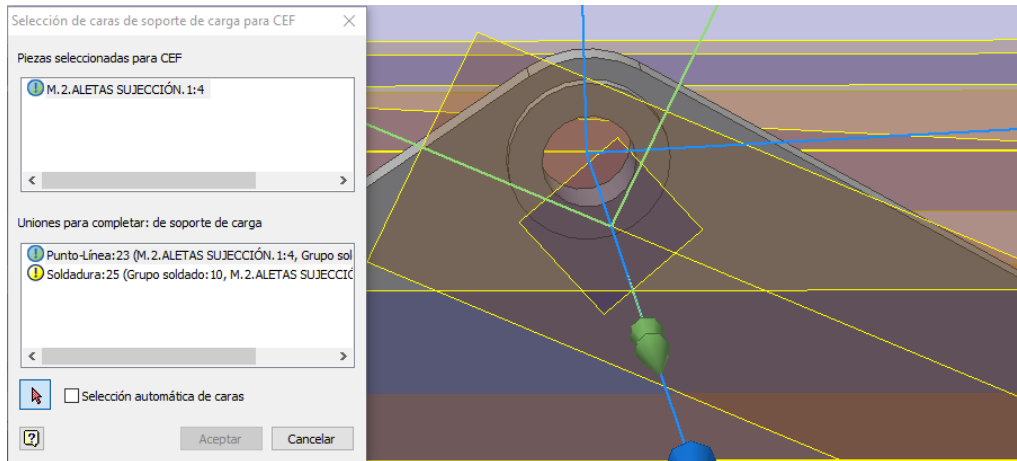 Selección de caras de soporte de carga para CEF
Piezas seleccionadas para CEF
M.2.ALETAS SUJECCIÓN.1:4
Uniones para completar: de soporte de carga
Punto-Línea:23 (M.2.ALETAS SUJECCIÓN.1:4, Grupo sol
Soldadura:25 (Grupo soldado:10, M.2.ALETAS SUJECCIÓ
Selección automática de caras
Aceptar
Cancelar